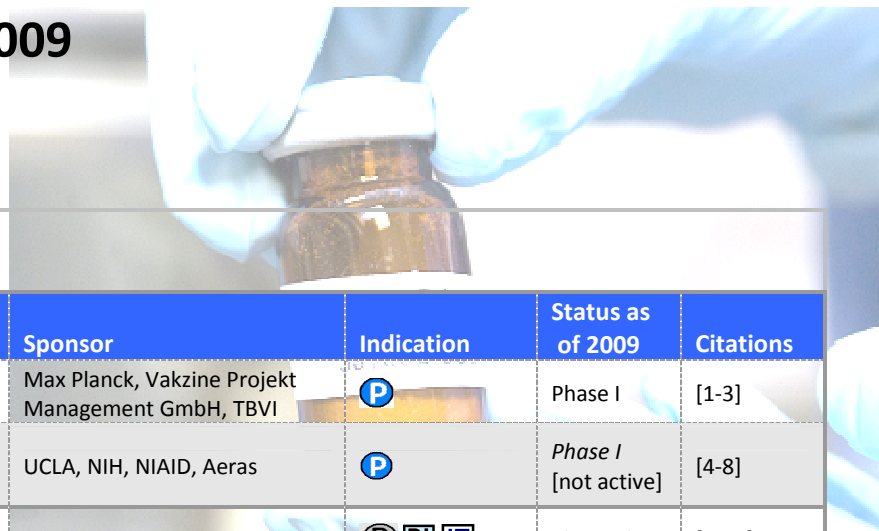 009
Status as
Sponsor Indication of 2009 Citations
Max Planck, Vakzine Projekt
Management GmbH, TBVI P Phase I [1-3]
UCLA, NIH, NIAID, Aeras P Phase I
[not active] [4-8]